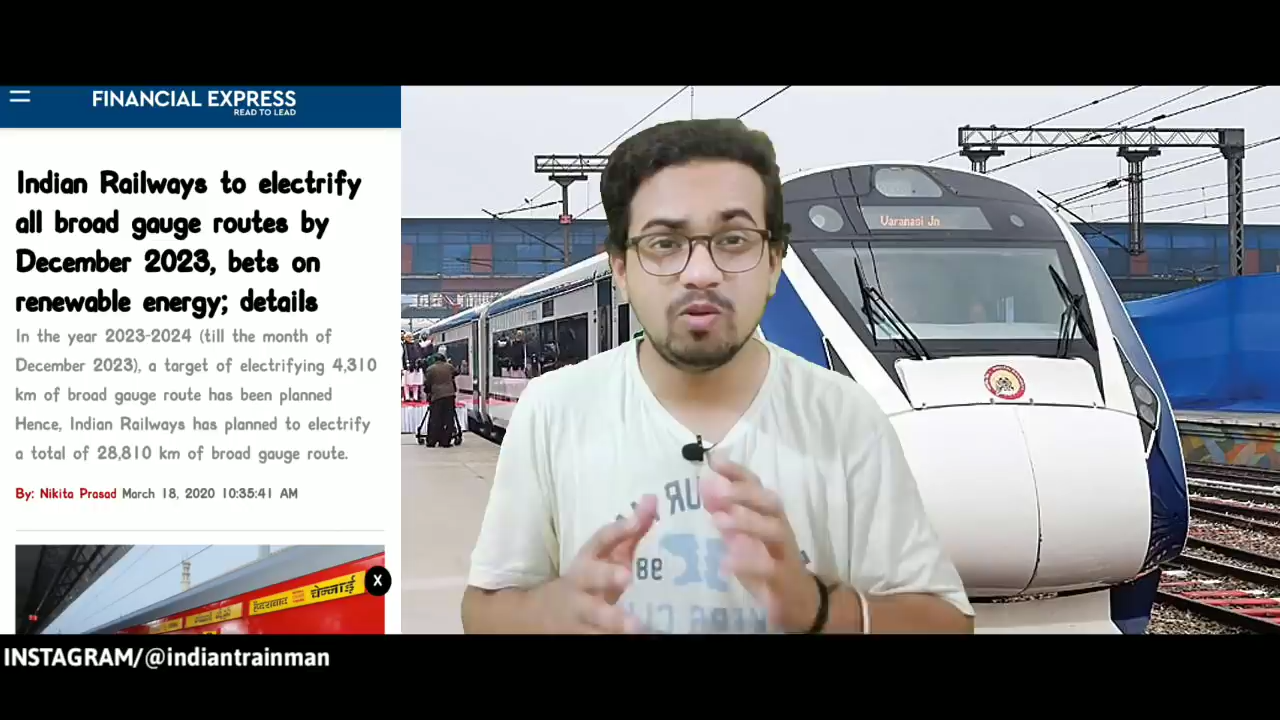 FINANCIAL EXPRESS
READ TO LEAD
Indian Railways to electrify
all broad gauge routes by
December 2023, bets on
renewable energy; details
In the year 2023-2024 (till the month of
December 2023), a target of electrifying 4,310
km of broad gauge route has been planned
Hence, Indian Railways has planned to electrify
a total of 28,810 km of broad gauge route.
By: Nikita Prasad March 18, 2020 10:35:41 AM
हैदराबाद चेन्नई
X
Varanasi Jn
98
INSTAGRAM/@indiantrainman